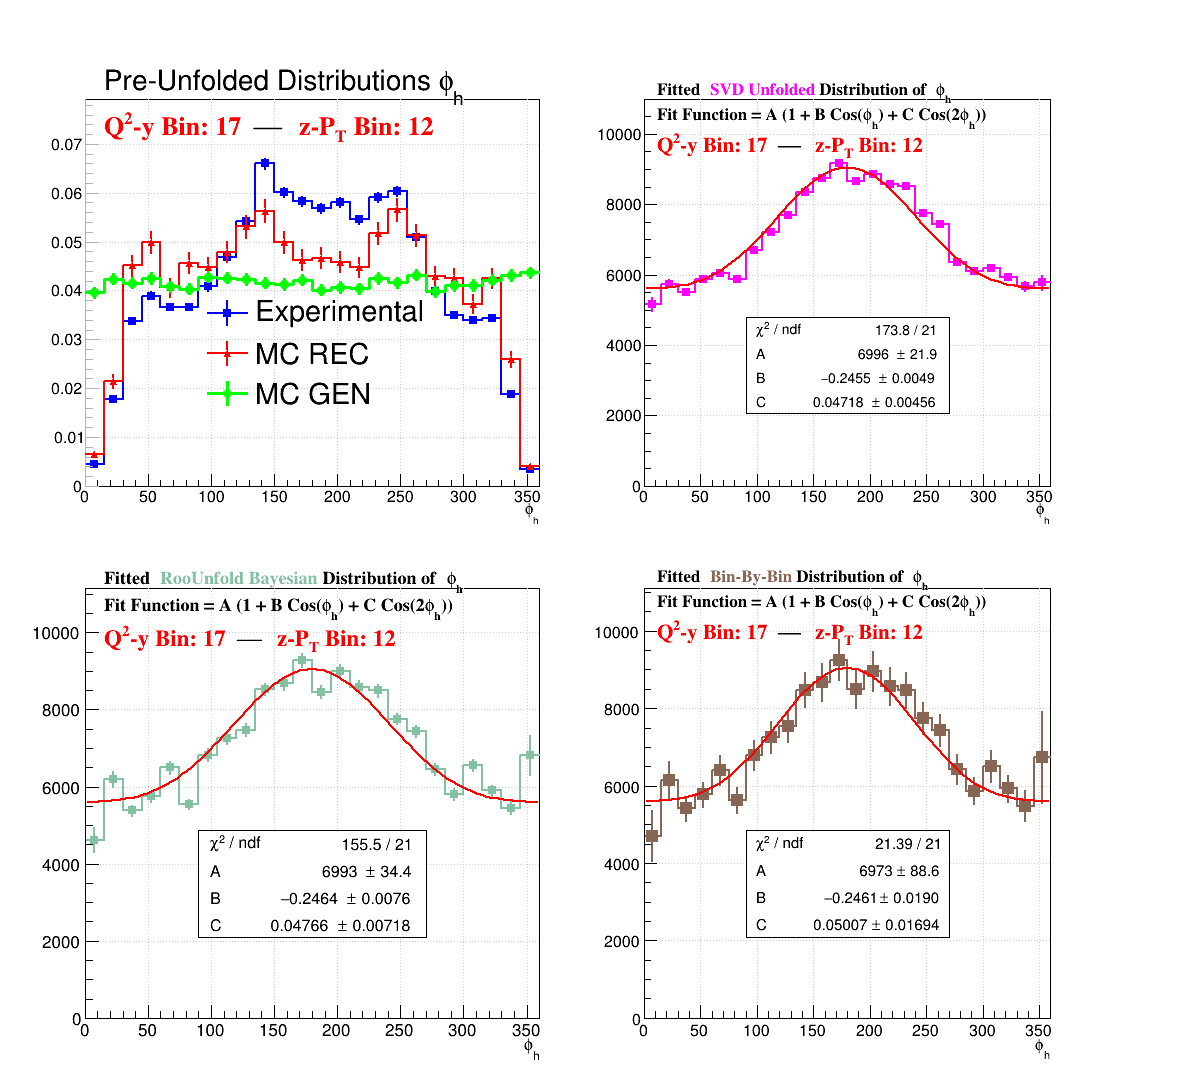 Pre-Unfolded Distributions ϕh
Q²-y Bin: 17 — z-PT Bin: 12
0.07
0.06
0.05
0.04
0.03
0.02
0.01
0
Experimental
MC REC
MC GEN
0 50 100 150 200 250 300 350
ϕh
Fitted SVD Unfolded Distribution of ϕh
Fit Function = A (1 + B Cos(ϕh) + C Cos(2ϕh))
Q²-y Bin: 17 — z-PT Bin: 12
10000
8000
6000
4000
2000
0
χ² / ndf 173.8 / 21
A 6996 ± 21.9
B −0.2455 ± 0.0049
C 0.04718 ± 0.00456
0 50 100 150 200 250 300 350
ϕh
Fitted RooUnfold Bayesian Distribution of ϕh
Fit Function = A (1 + B Cos(ϕh) + C Cos(2ϕh))
Q²-y Bin: 17 — z-PT Bin: 12
10000
8000
6000
4000
2000
0
χ² / ndf 155.5 / 21
A 6993 ± 34.4
B −0.2464 ± 0.0076
C 0.04766 ± 0.00718
0 50 100 150 200 250 300 350
ϕh
Fitted Bin-By-Bin Distribution of ϕh
Fit Function = A (1 + B Cos(ϕh) + C Cos(2ϕh))
Q²-y Bin: 17 — z-PT Bin: 12
10000
8000
6000
4000
2000
0
χ² / ndf 21.39 / 21
A 6973 ± 88.6
B −0.2461 ± 0.0190
C 0.05007 ± 0.01694
0 50 100 150 200 250 300 350
ϕh